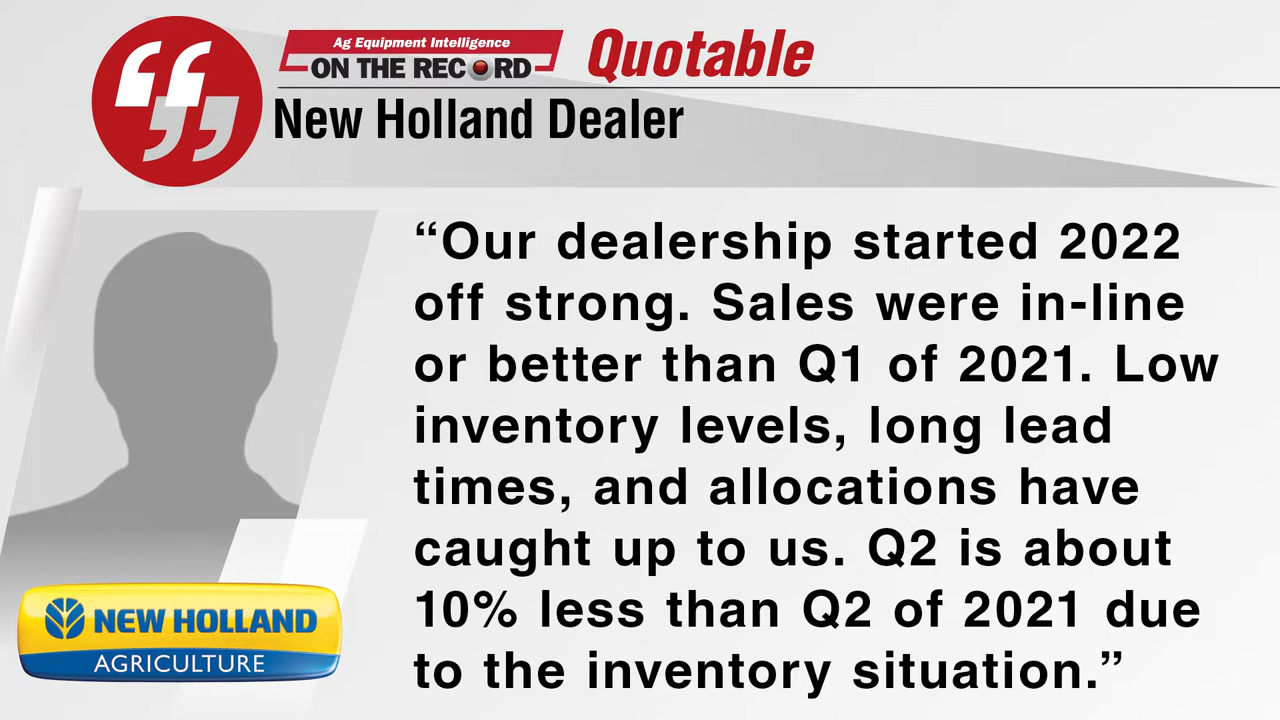 Ag Equipment Intelligence
ON THE RECORD
Quotable
New Holland Dealer
“Our dealership started 2022
off strong. Sales were in-line
or better than Q1 of 2021. Low
inventory levels, long lead
times, and allocations have
caught up to us. Q2 is about
10% less than Q2 of 2021 due
to the inventory situation.”
NEW HOLLAND
AGRICULTURE